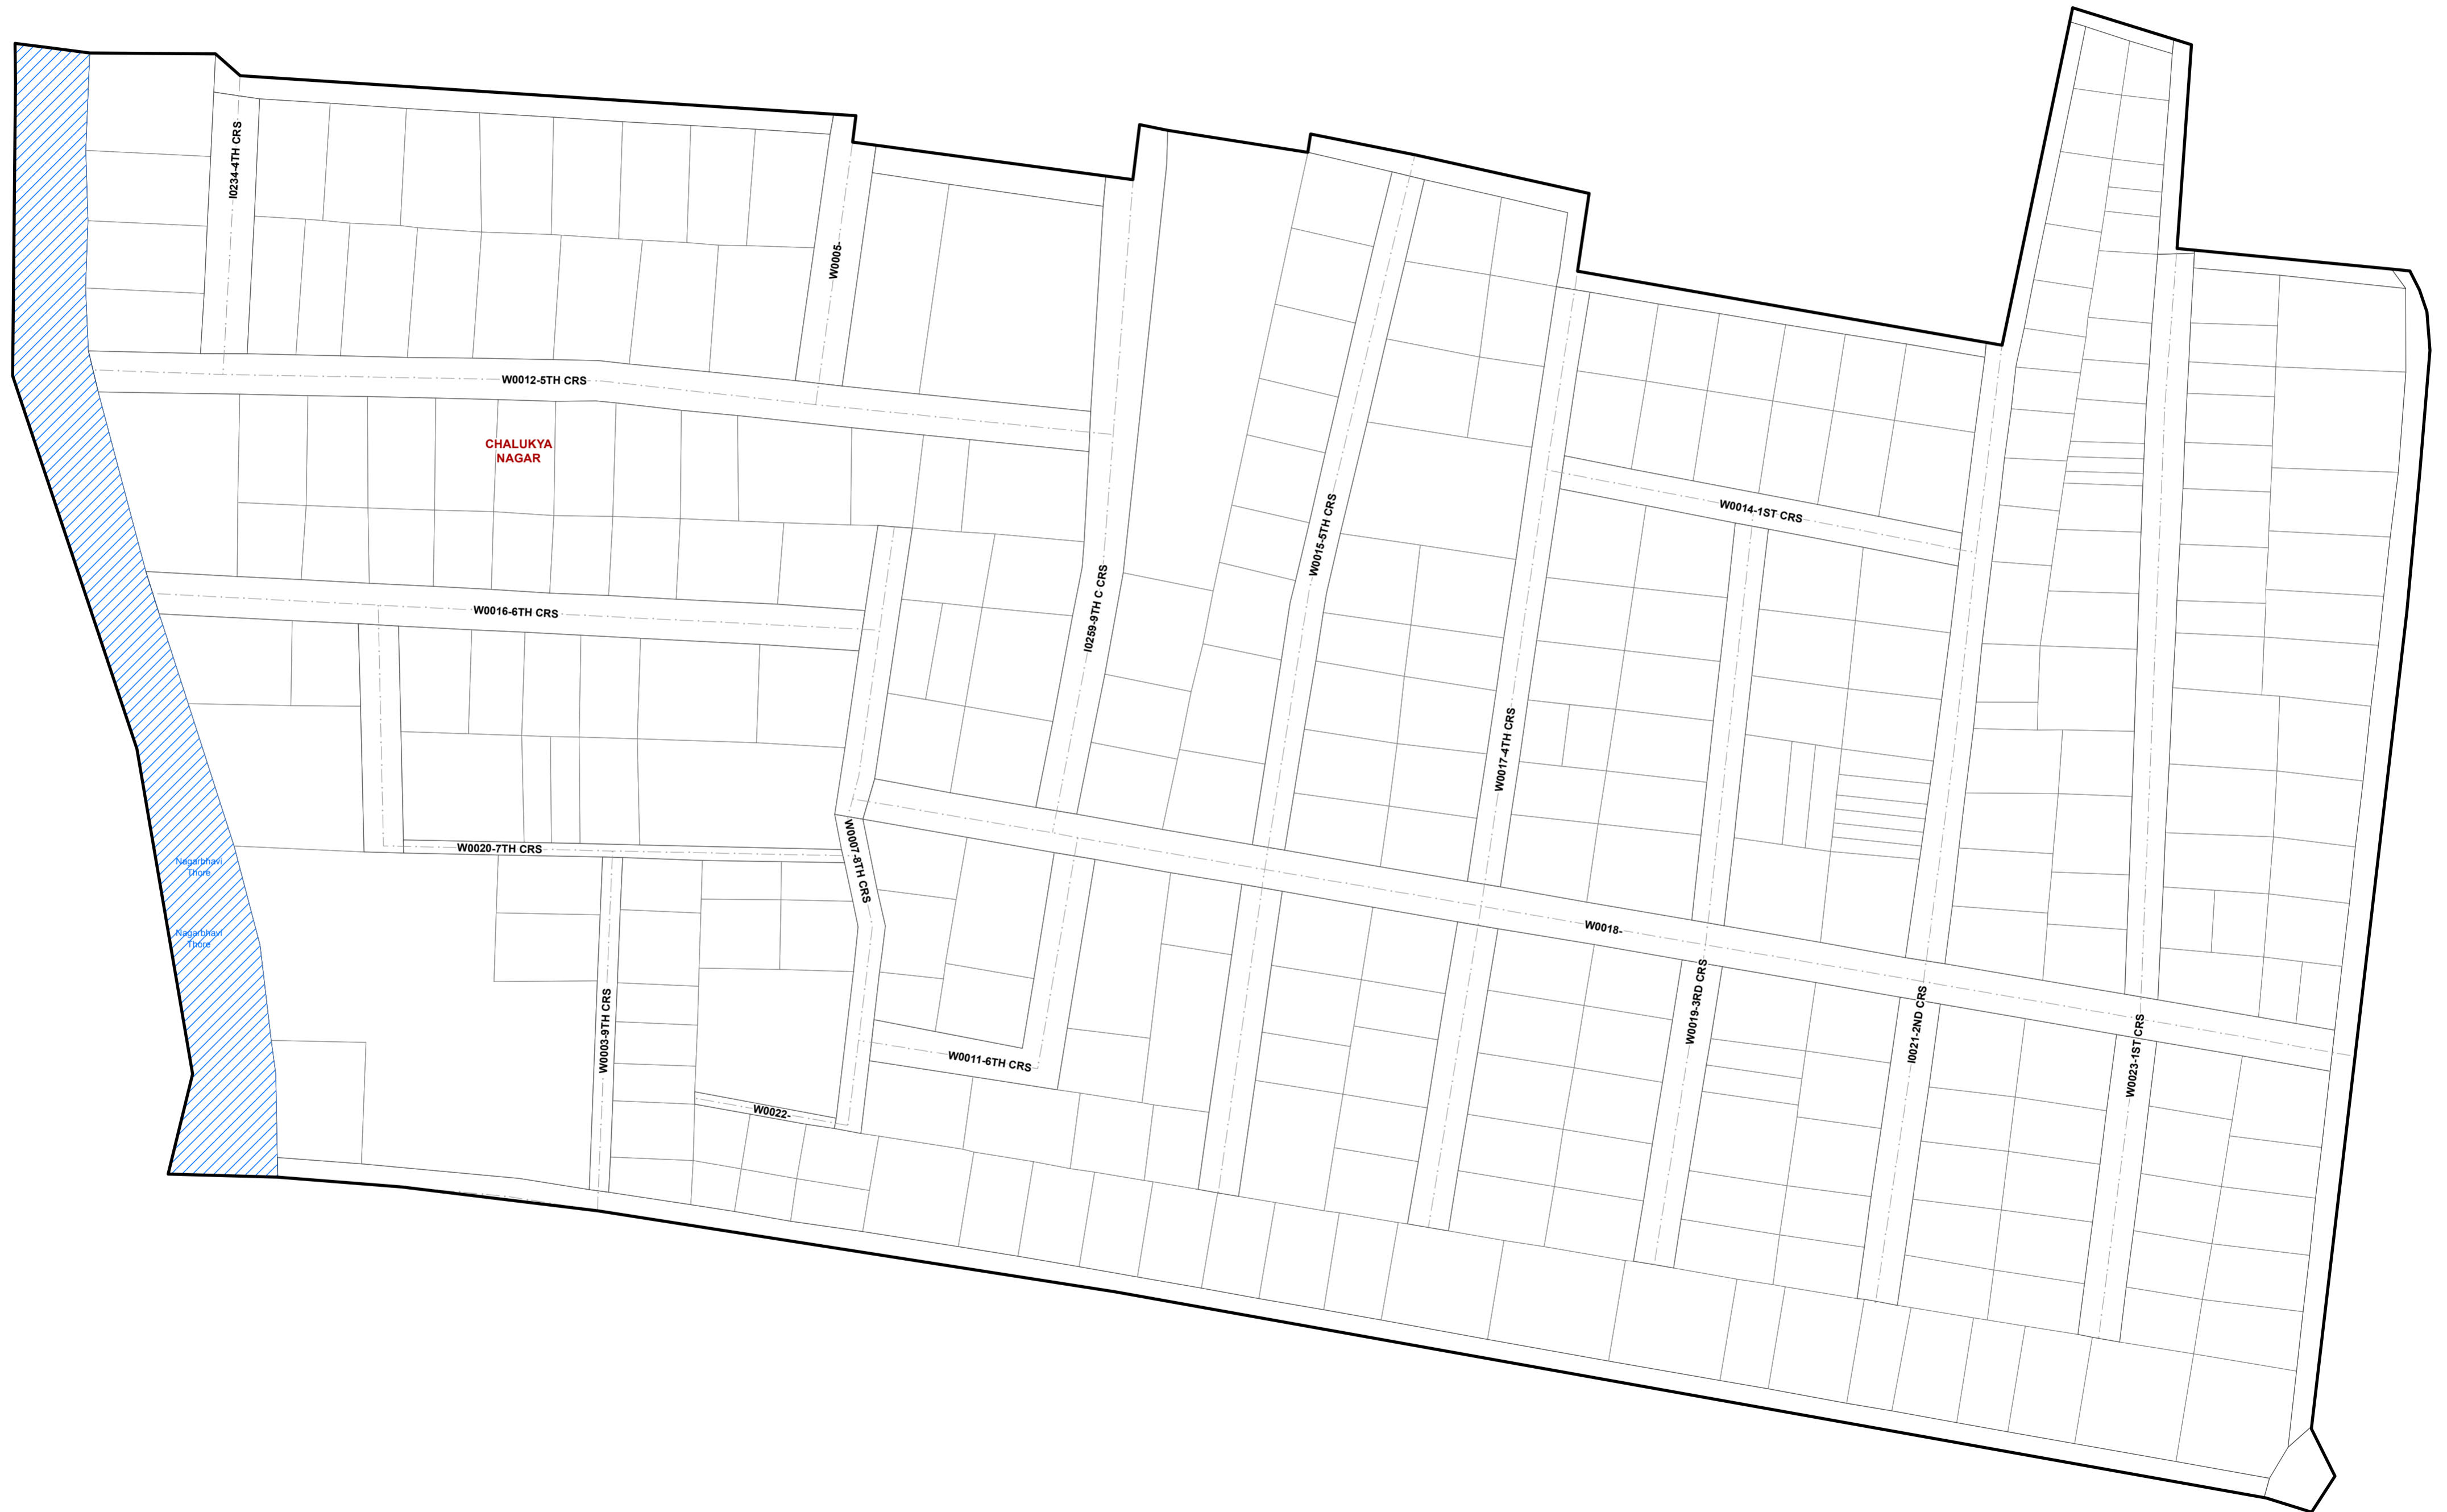 I0234-4TH CRS
W0005-
W0012-5TH CRS
CHALUKYA
NAGAR
W0014-1ST CRS
W0015-5TH CRS
I0259-9TH C CRS
W0016-6TH CRS
W0017-4TH CRS
W0020-7TH CRS
W0007-8TH CRS
Nagarbhavi
Thore
Nagarbhavi
Thore
W0018-
W0003-9TH CRS
W0019-3RD CRS
I0021-2ND CRS
W0023-1ST CRS
W0011-6TH CRS
W0022-